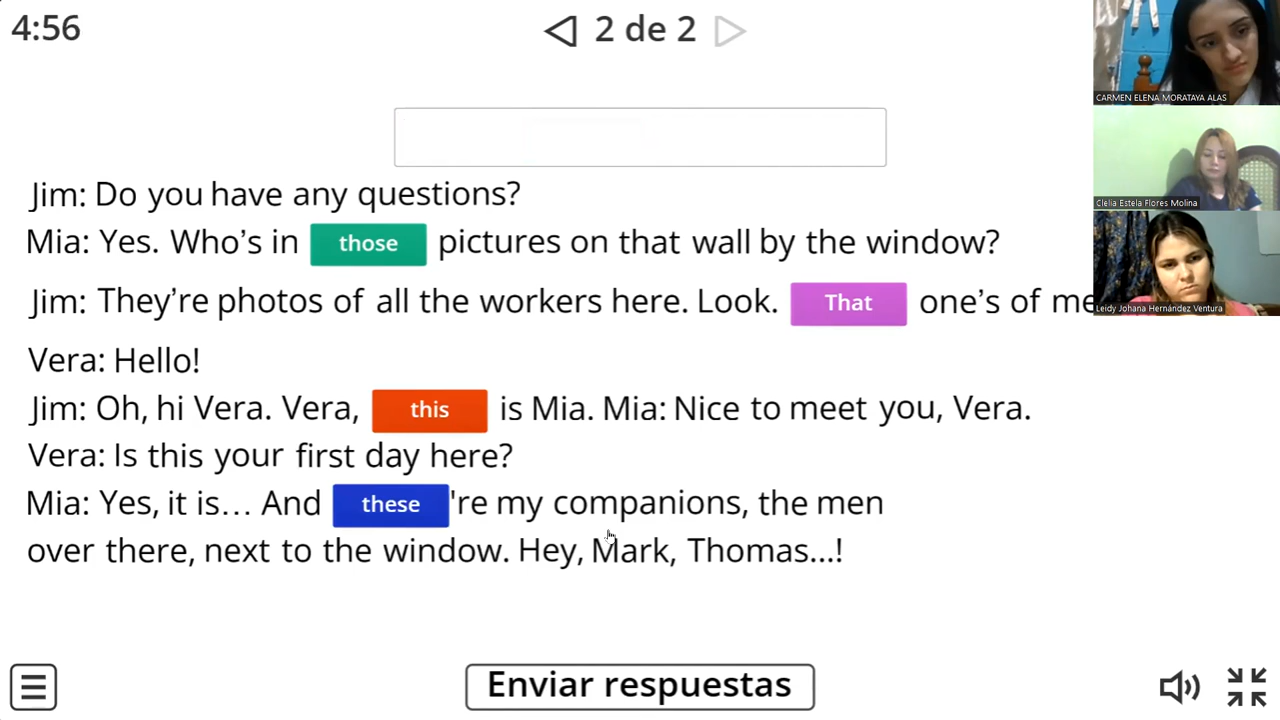 4:56
2 de 2
CARMEN ELENA MORATAYA ALAS
Clelia Estela Flores Molina
Leidy Johana Hernández Ventura
Jim: Do you have any questions?
Mia: Yes. Who's in those pictures on that wall by the window?
Jim: They're photos of all the workers here. Look. That one's of me
Vera: Hello!
Jim: Oh, hi Vera. Vera, this is Mia. Mia: Nice to meet you, Vera.
Vera: Is this your first day here?
Mia: Yes, it is… And these 're my companions, the men
over there, next to the window. Hey, Mark, Thomas...!
Enviar respuestas